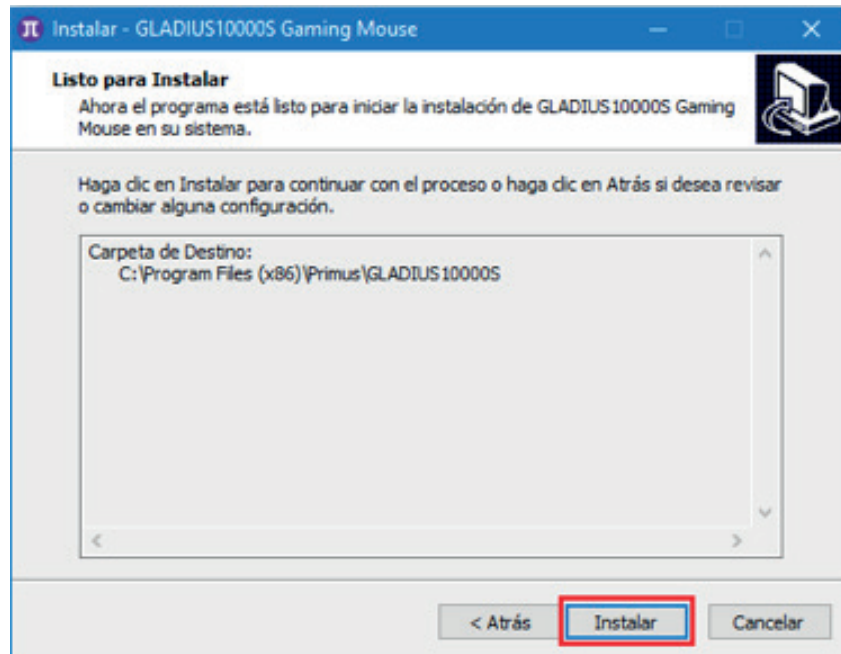 Instalar - GLADIUS10000S Gaming Mouse
Listo para Instalar
Ahora el programa está listo para iniciar la instalación de GLADIUS10000S Gaming
Mouse en su sistema.
Haga clic en Instalar para continuar con el proceso o haga clic en Atrás si desea revisar
o cambiar alguna configuración.
Carpeta de Destino:
C:\Program Files (x86)\Primus\GLADIUS10000S
< Atrás
Instalar
Cancelar